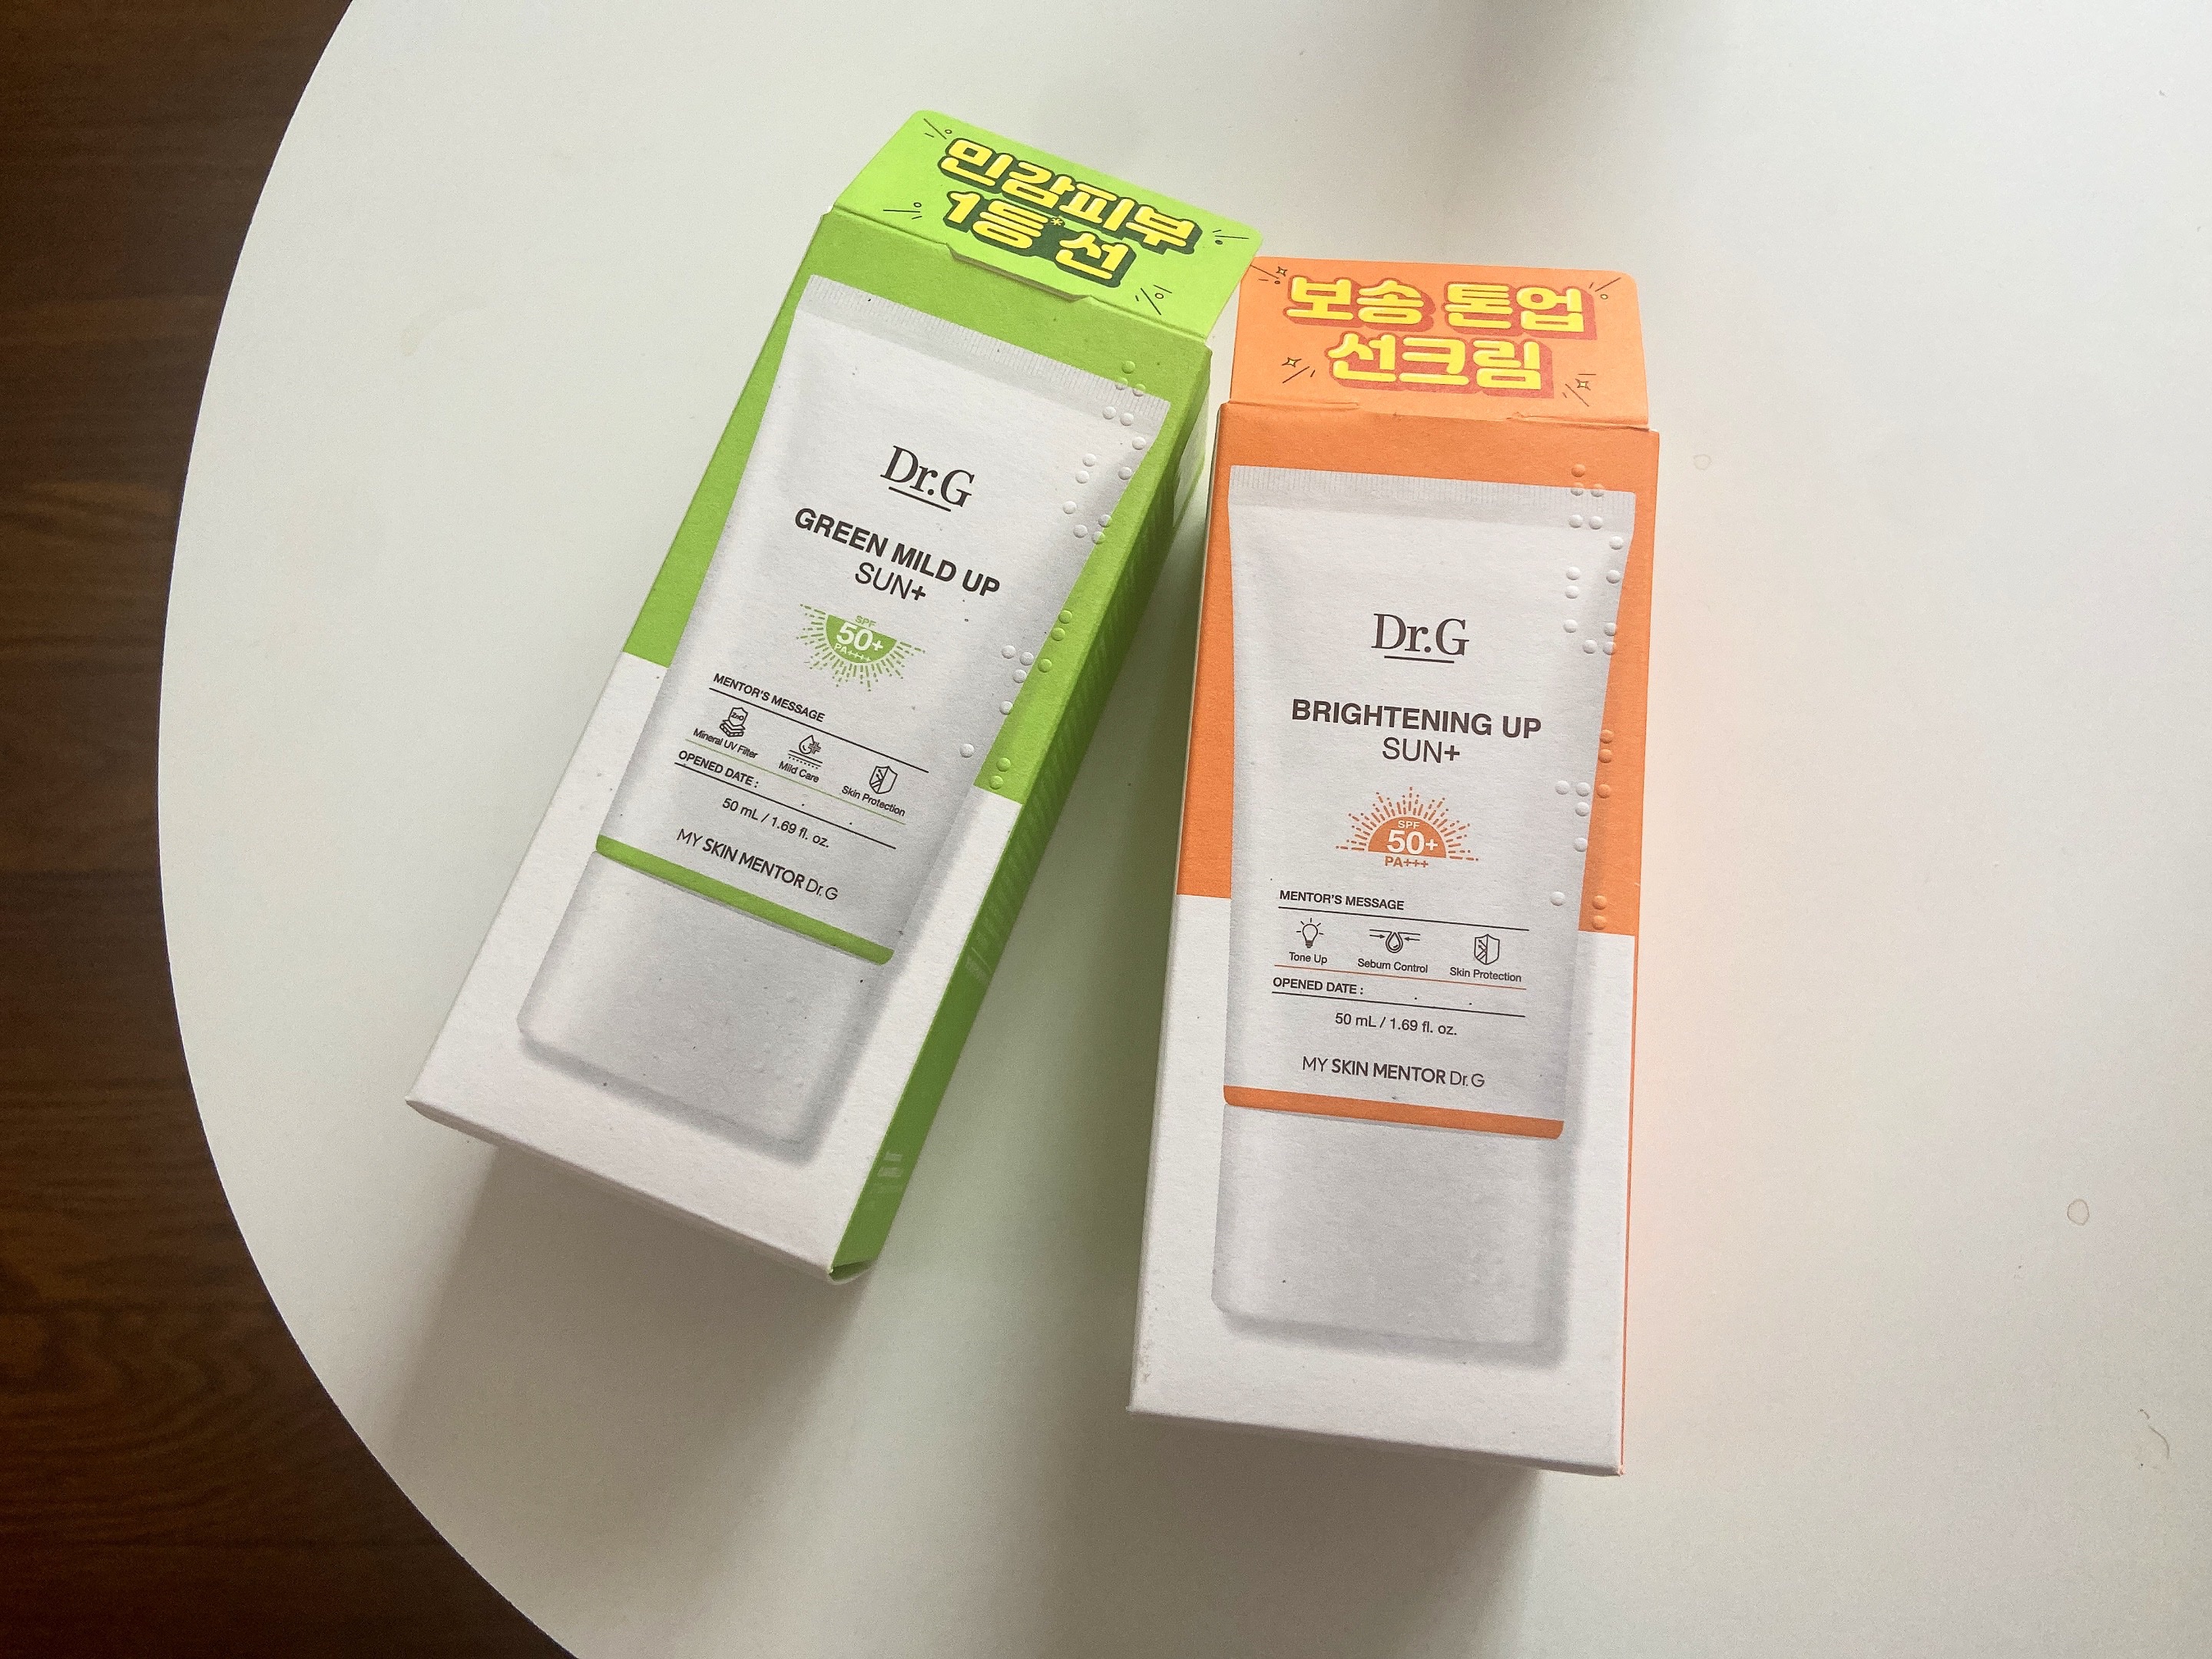 민감피부
1등* 선
Dr.G
GREEN MILD UP
SUN+
SPF
50+
PA++++
MENTOR'S MESSAGE
ZnO
Mineral UV Filter
Mild Care
Skin Protection
OPENED DATE : . .
50 mL / 1.69 fl. oz.
MY SKIN MENTOR Dr.G
보송 톤업
선크림
Dr.G
BRIGHTENING UP
SUN+
SPF
50+
PA+++
MENTOR'S MESSAGE
Tone Up Sebum Control Skin Protection
OPENED DATE : . .
50 mL / 1.69 fl. oz.
MY SKIN MENTOR Dr.G